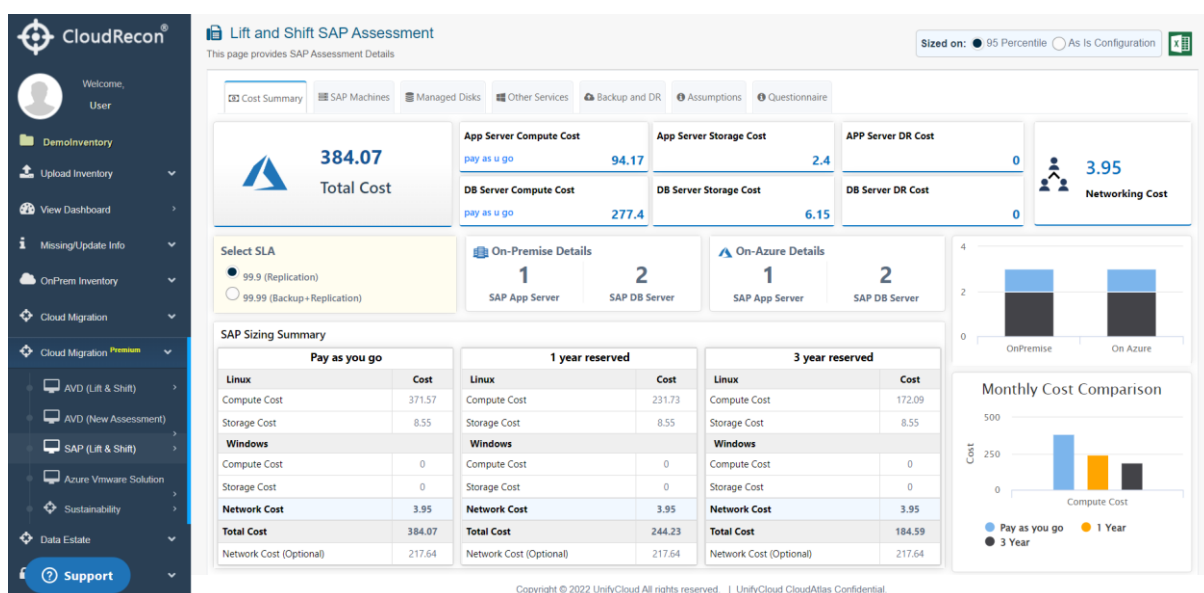 CloudRecon®
Welcome,
User
DemoInventory
Upload Inventory
View Dashboard
Missing/Update Info
OnPrem Inventory
Cloud Migration
Cloud Migration Premium
AVD (Lift & Shift)
AVD (New Assessment)
SAP (Lift & Shift)
Azure Vmware Solution
Sustainability
Data Estate
Support
Lift and Shift SAP Assessment
This page provides SAP Assessment Details
Sized on: 95 Percentile As Is Configuration
Cost Summary SAP Machines Managed Disks Other Services Backup and DR Assumptions Questionnaire
384.07
Total Cost
App Server Compute Cost
pay as u go 94.17
App Server Storage Cost
2.4
APP Server DR Cost
0
DB Server Compute Cost
pay as u go 277.4
DB Server Storage Cost
6.15
DB Server DR Cost
0
3.95
Networking Cost
Select SLA
99.9 (Replication)
99.99 (Backup+Replication)
On-Premise Details
1 2
SAP App Server SAP DB Server
On-Azure Details
1 2
SAP App Server SAP DB Server
4
2
0
OnPremise On Azure
SAP Sizing Summary
Pay as you go
Linux Cost
Compute Cost 371.57
Storage Cost 8.55
Windows
Compute Cost 0
Storage Cost 0
Network Cost 3.95
Total Cost 384.07
Network Cost (Optional) 217.64
1 year reserved
Linux Cost
Compute Cost 231.73
Storage Cost 8.55
Windows
Compute Cost 0
Storage Cost 0
Network Cost 3.95
Total Cost 244.23
Network Cost (Optional) 217.64
3 year reserved
Linux Cost
Compute Cost 172.09
Storage Cost 8.55
Windows
Compute Cost 0
Storage Cost 0
Network Cost 3.95
Total Cost 184.59
Network Cost (Optional) 217.64
Monthly Cost Comparison
500
250
0
Cost
Compute Cost
Pay as you go 1 Year
3 Year
Copyright © 2022 UnifyCloud All rights reserved. | UnifyCloud CloudAtlas Confidential.